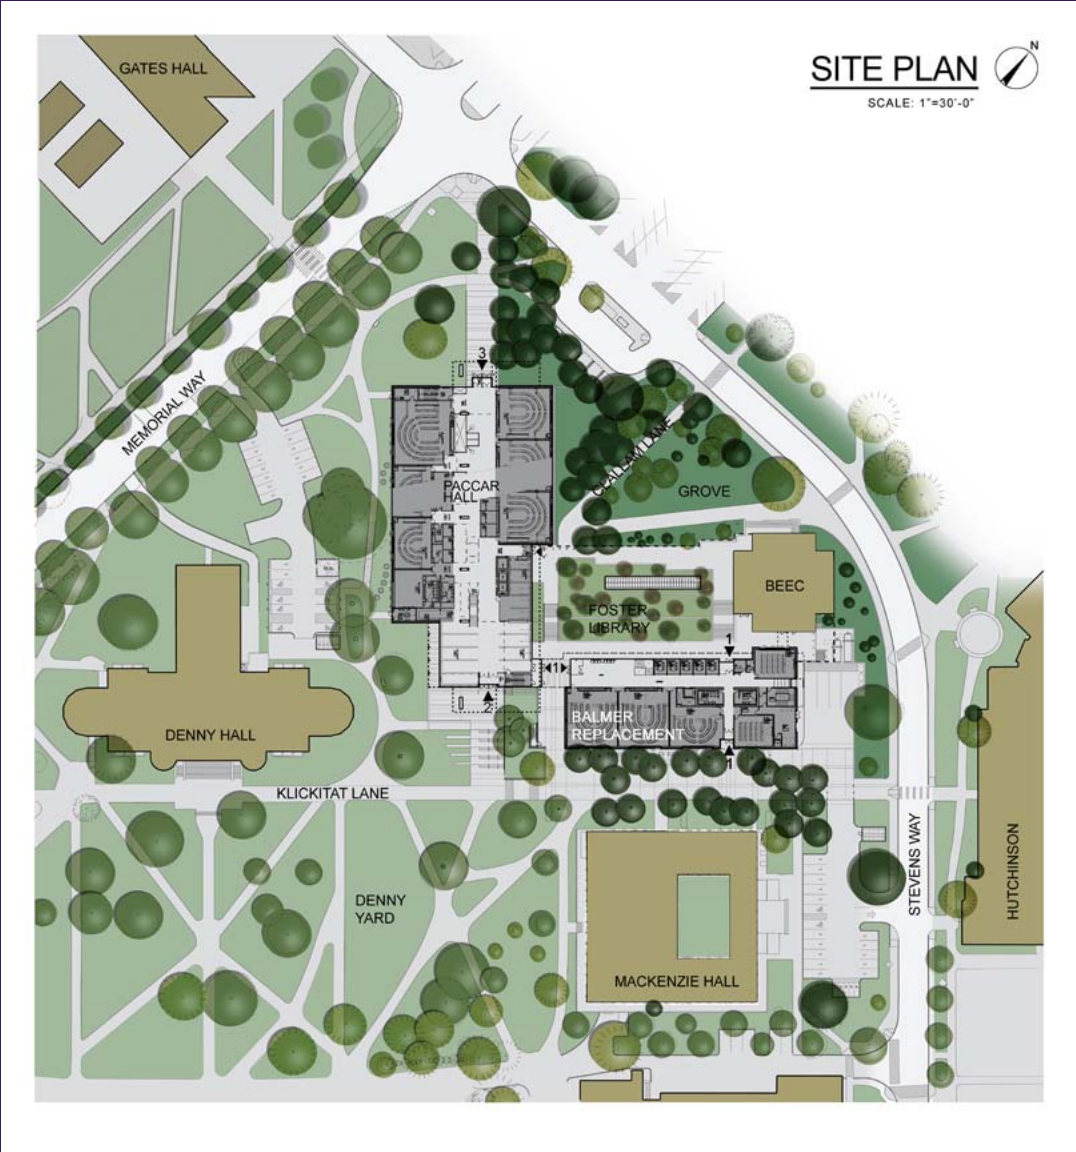 GATES HALL
SITE PLAN
N
SCALE: 1"=30'-0"
3
MEMORIAL WAY
PACCAR
HALL
CLALLAM LANE
GROVE
BEEC
FOSTER
LIBRARY
1
1
2
BALMER
REPLACEMENT
1
DENNY HALL
KLICKITAT LANE
DENNY
YARD
STEVENS WAY
HUTCHINSON
MACKENZIE HALL